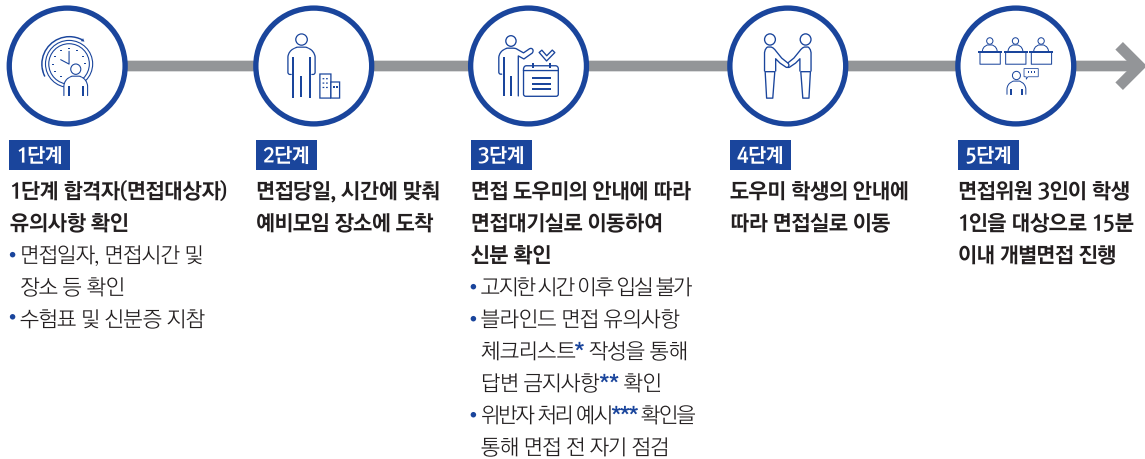 1단계
1단계 합격자(면접대상자)
유의사항 확인
• 면접일자, 면접시간 및
장소 등 확인
• 수험표 및 신분증 지참
2단계
면접당일, 시간에 맞춰
예비모임 장소에 도착
3단계
면접 도우미의 안내에 따라
면접대기실로 이동하여
신분 확인
• 고지한 시간 이후 입실 불가
• 블라인드 면접 유의사항
체크리스트* 작성을 통해
답변 금지사항** 확인
• 위반자 처리 예시*** 확인을
통해 면접 전 자기 점검
4단계
도우미 학생의 안내에
따라 면접실로 이동
5단계
면접위원 3인이 학생
1인을 대상으로 15분
이내 개별면접 진행